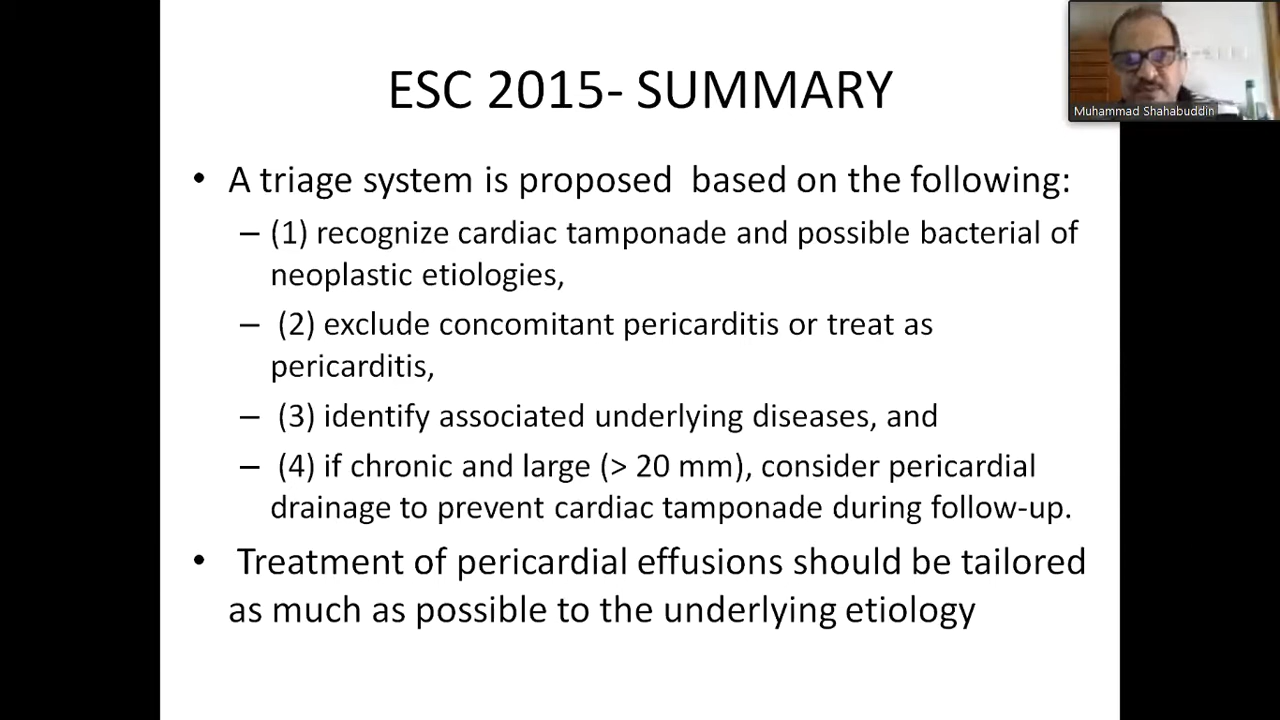 ESC 2015- SUMMARY
Muhammad Shahabuddin
• A triage system is proposed  based on the following:
– (1) recognize cardiac tamponade and possible bacterial of
neoplastic etiologies,
– (2) exclude concomitant pericarditis or treat as
pericarditis,
– (3) identify associated underlying diseases, and
– (4) if chronic and large (> 20 mm), consider pericardial
drainage to prevent cardiac tamponade during follow-up.
• Treatment of pericardial effusions should be tailored
as much as possible to the underlying etiology